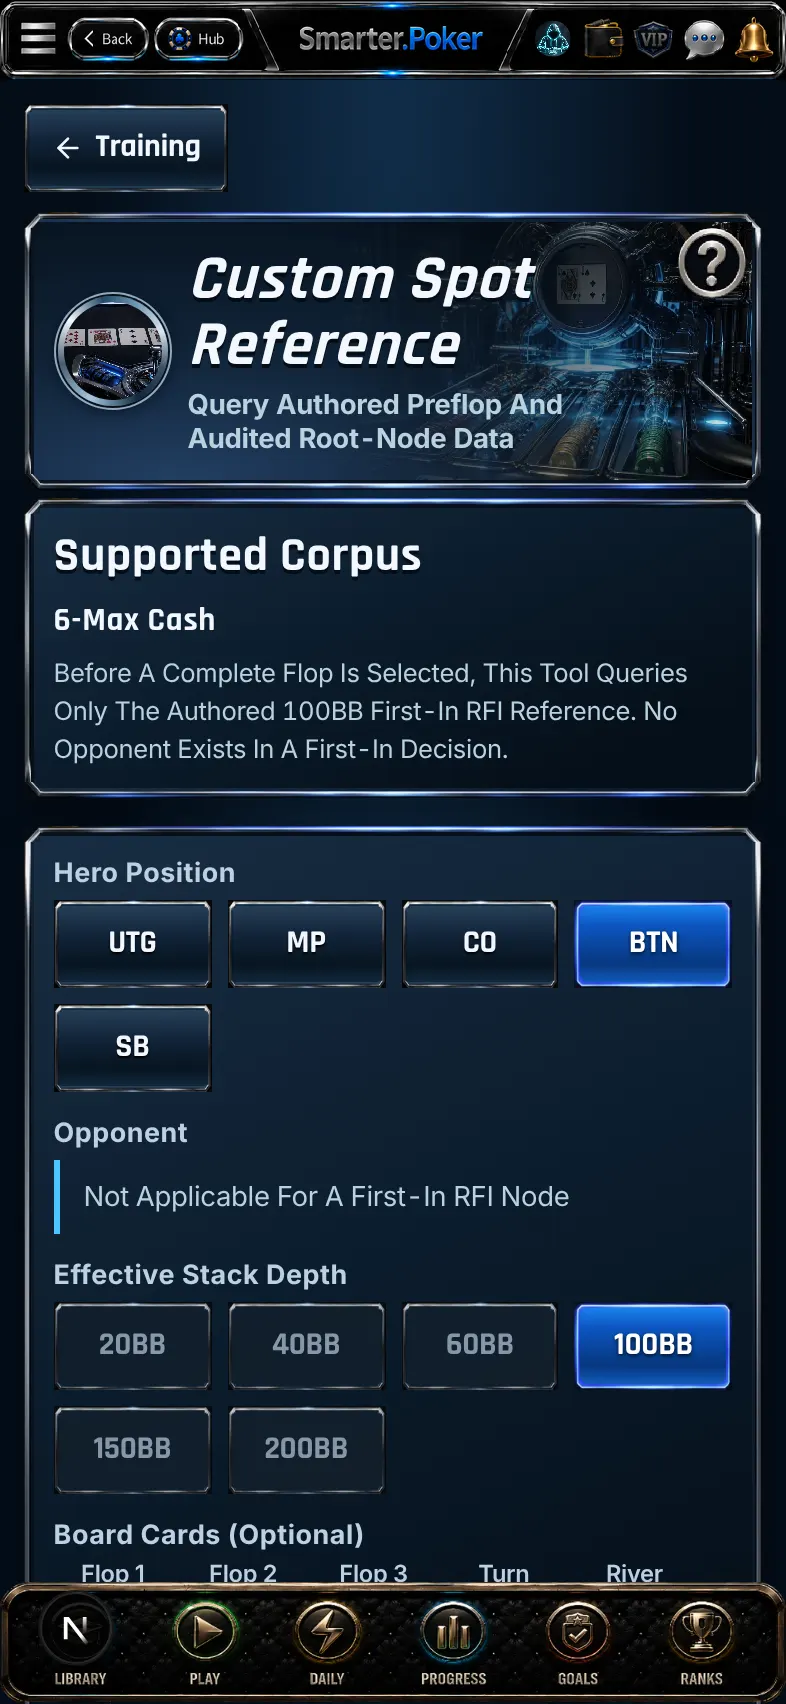 Back
Hub
Smarter.Poker
VIP
Training
Custom Spot
Reference
Query Authored Preflop And
Audited Root-Node Data
Supported Corpus
6-Max Cash
Before A Complete Flop Is Selected, This Tool Queries
Only The Authored 100BB First-In RFI Reference. No
Opponent Exists In A First-In Decision.
Hero Position
UTG
MP
CO
BTN
SB
Opponent
Not Applicable For A First-In RFI Node
Effective Stack Depth
20BB
40BB
60BB
100BB
150BB
200BB
Board Cards (Optional)
Flop 1
Flop 2
Flop 3
Turn
River
N
LIBRARY
PLAY
DAILY
PROGRESS
GOALS
RANKS